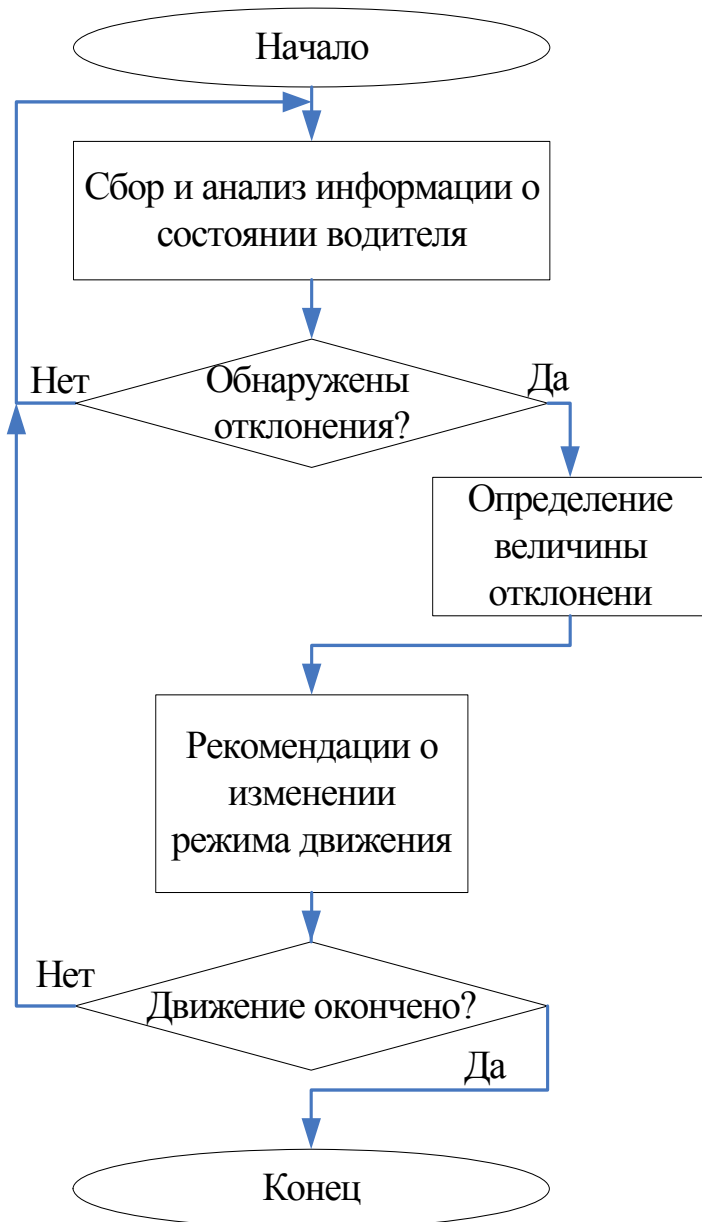 Начало
Сбор и анализ информации о
состоянии водителя
Нет
Обнаружены
отклонения?
Да
Определение
величины
отклонени
Рекомендации о
изменении
режима движения
Нет
Движение окончено?
Да
Конец